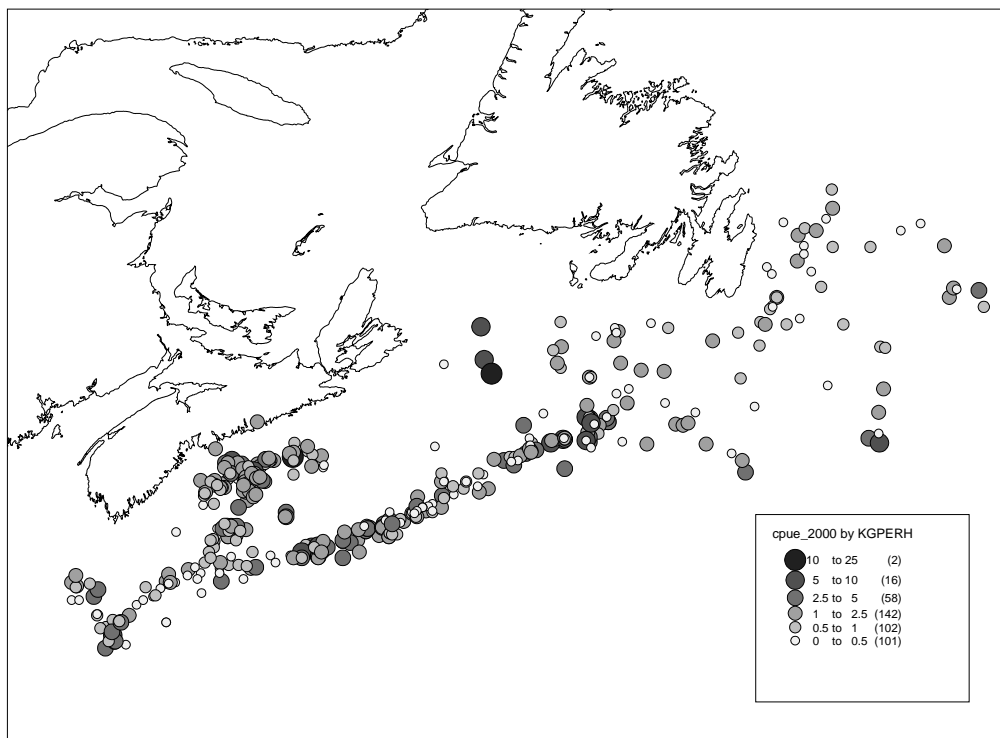 cpue_2000 by KGPERH
10 to 25 (2)
5 to 10 (16)
2.5 to 5 (58)
1 to 2.5 (142)
0.5 to 1 (102)
0 to 0.5 (101)